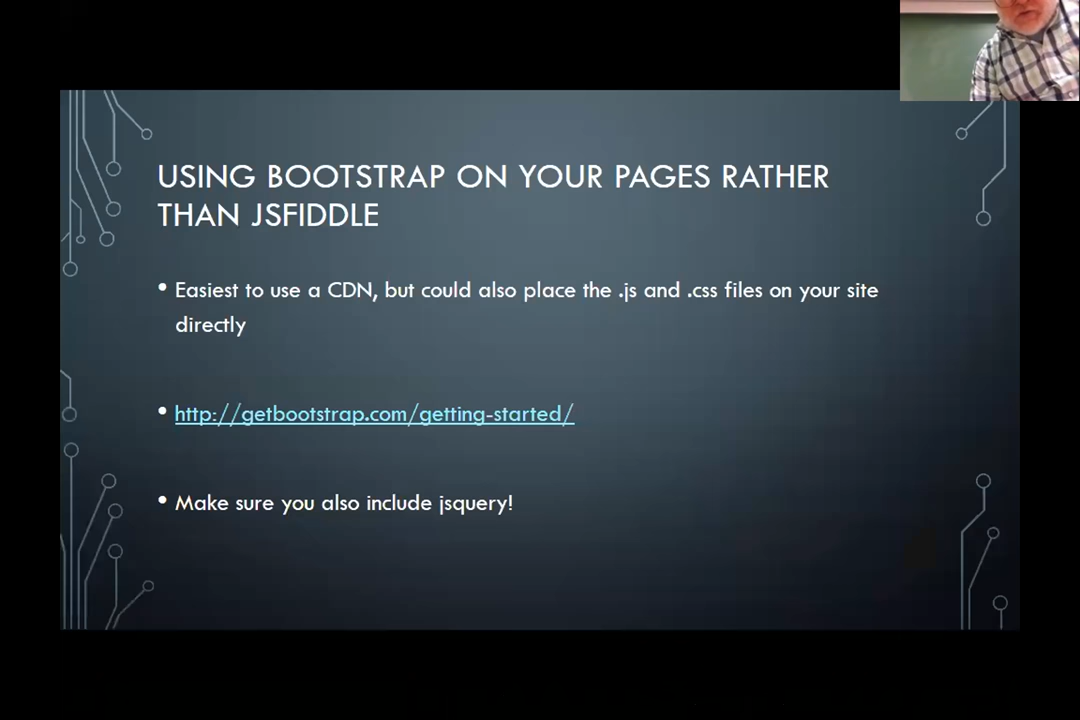 USING BOOTSTRAP ON YOUR PAGES RATHER
THAN JSFIDDLE
• Easiest to use a CDN, but could also place the .js and .css files on your site
directly
• http://getbootstrap.com/getting-started/
• Make sure you also include jsquery!